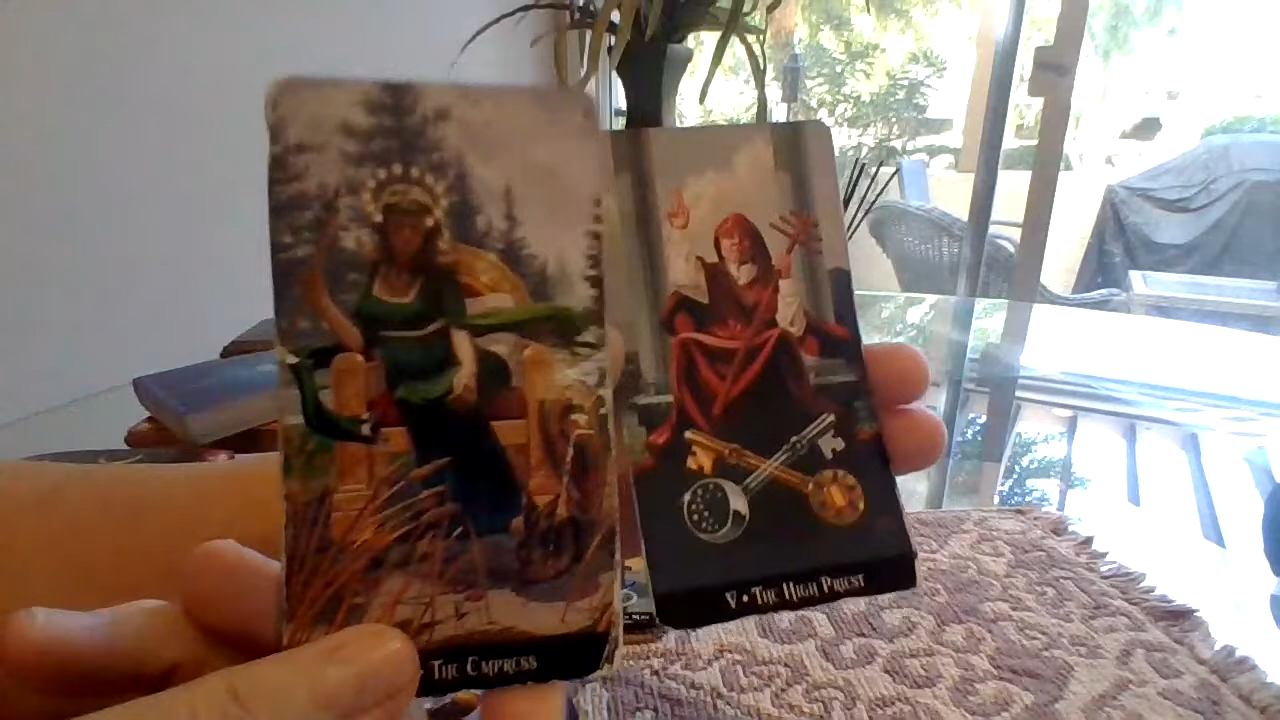 • The Empress
V • The High Priest